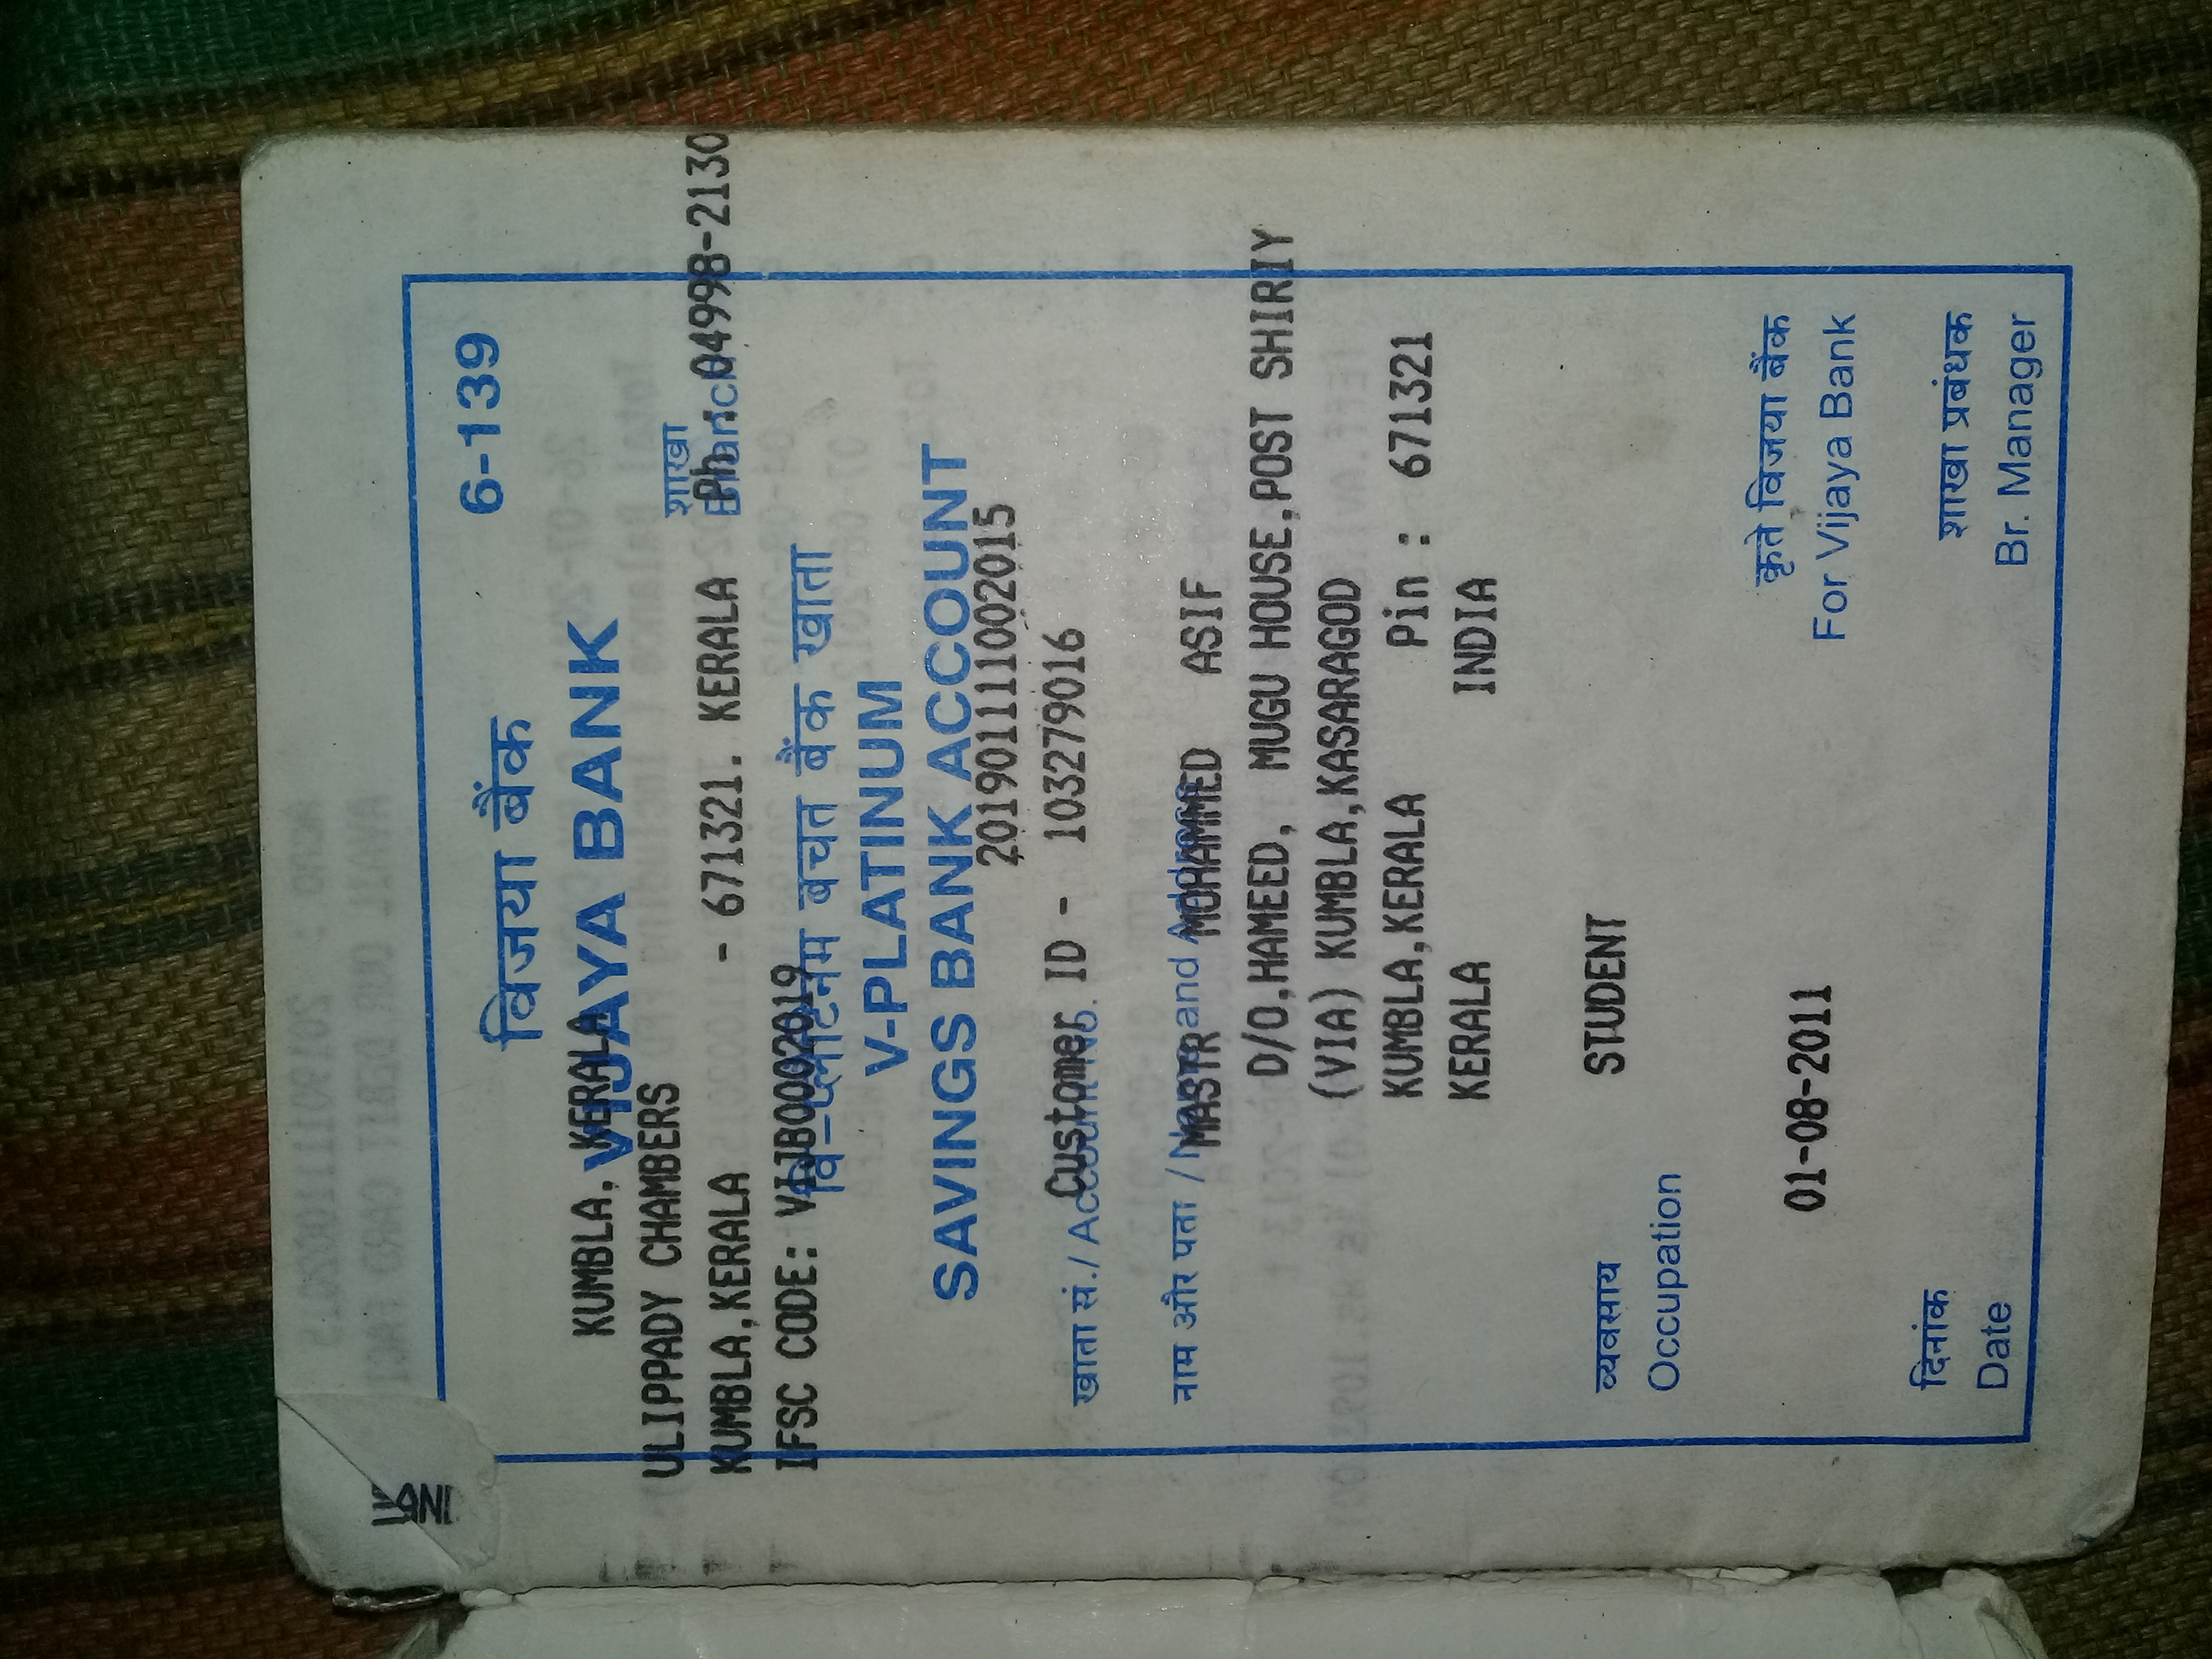 विजया बैंक 6-139
VIJAYA BANK
KUMBLA, KERALA
ULIPPADY CHAMBERS
शाखा
Branch
KUMBLA,KERALA - 671321. KERALA Ph: 04998-2130
IFSC CODE: VIJB0002019
वि-प्लाटिनम बचत बैंक खाता
V-PLATINUM
SAVINGS BANK ACCOUNT
201901111002015
खाता सं./ Account No.
Customer ID - 103279016
नाम और पता / Name and Address
MASTR MOHAMMED ASIF
D/O,HAMEED, MUGU HOUSE,POST SHIRIY
(VIA) KUMBLA,KASARAGOD
KUMBLA,KERALA Pin : 671321
KERALA INDIA
व्यवसाय STUDENT
Occupation
कृते विजया बैंक
01-08-2011 For Vijaya Bank
दिनांक शाखा प्रबंधक
Date Br. Manager